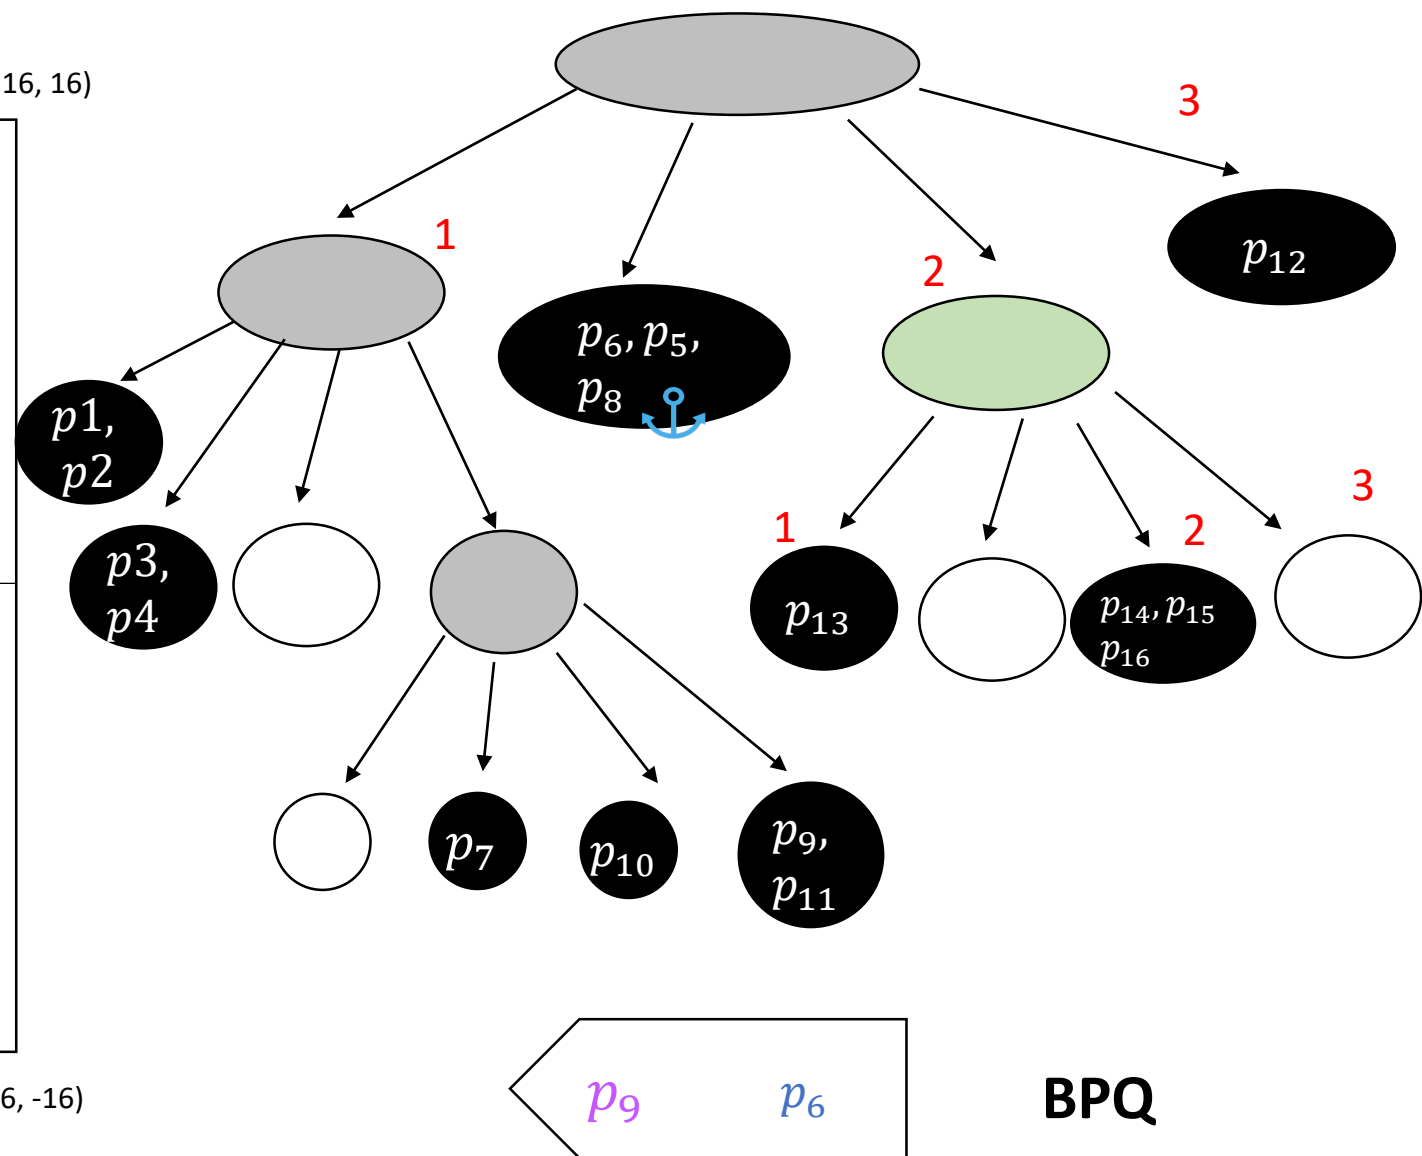 16, 16)
3
1
2
p₁₂
p₆, p₅,
p₈
p1,
p2
p3,
p4
1
2
3
p₁₃
p₁₄, p₁₅
p₁₆
p₇
p₁₀
p₉,
p₁₁
6, -16)
p₉ p₆
BPQ